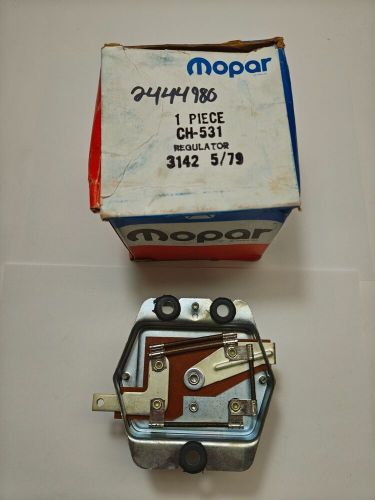 mopar
2444980
1 PIECE
CH-531
REGULATOR
3142 5/79
mopar